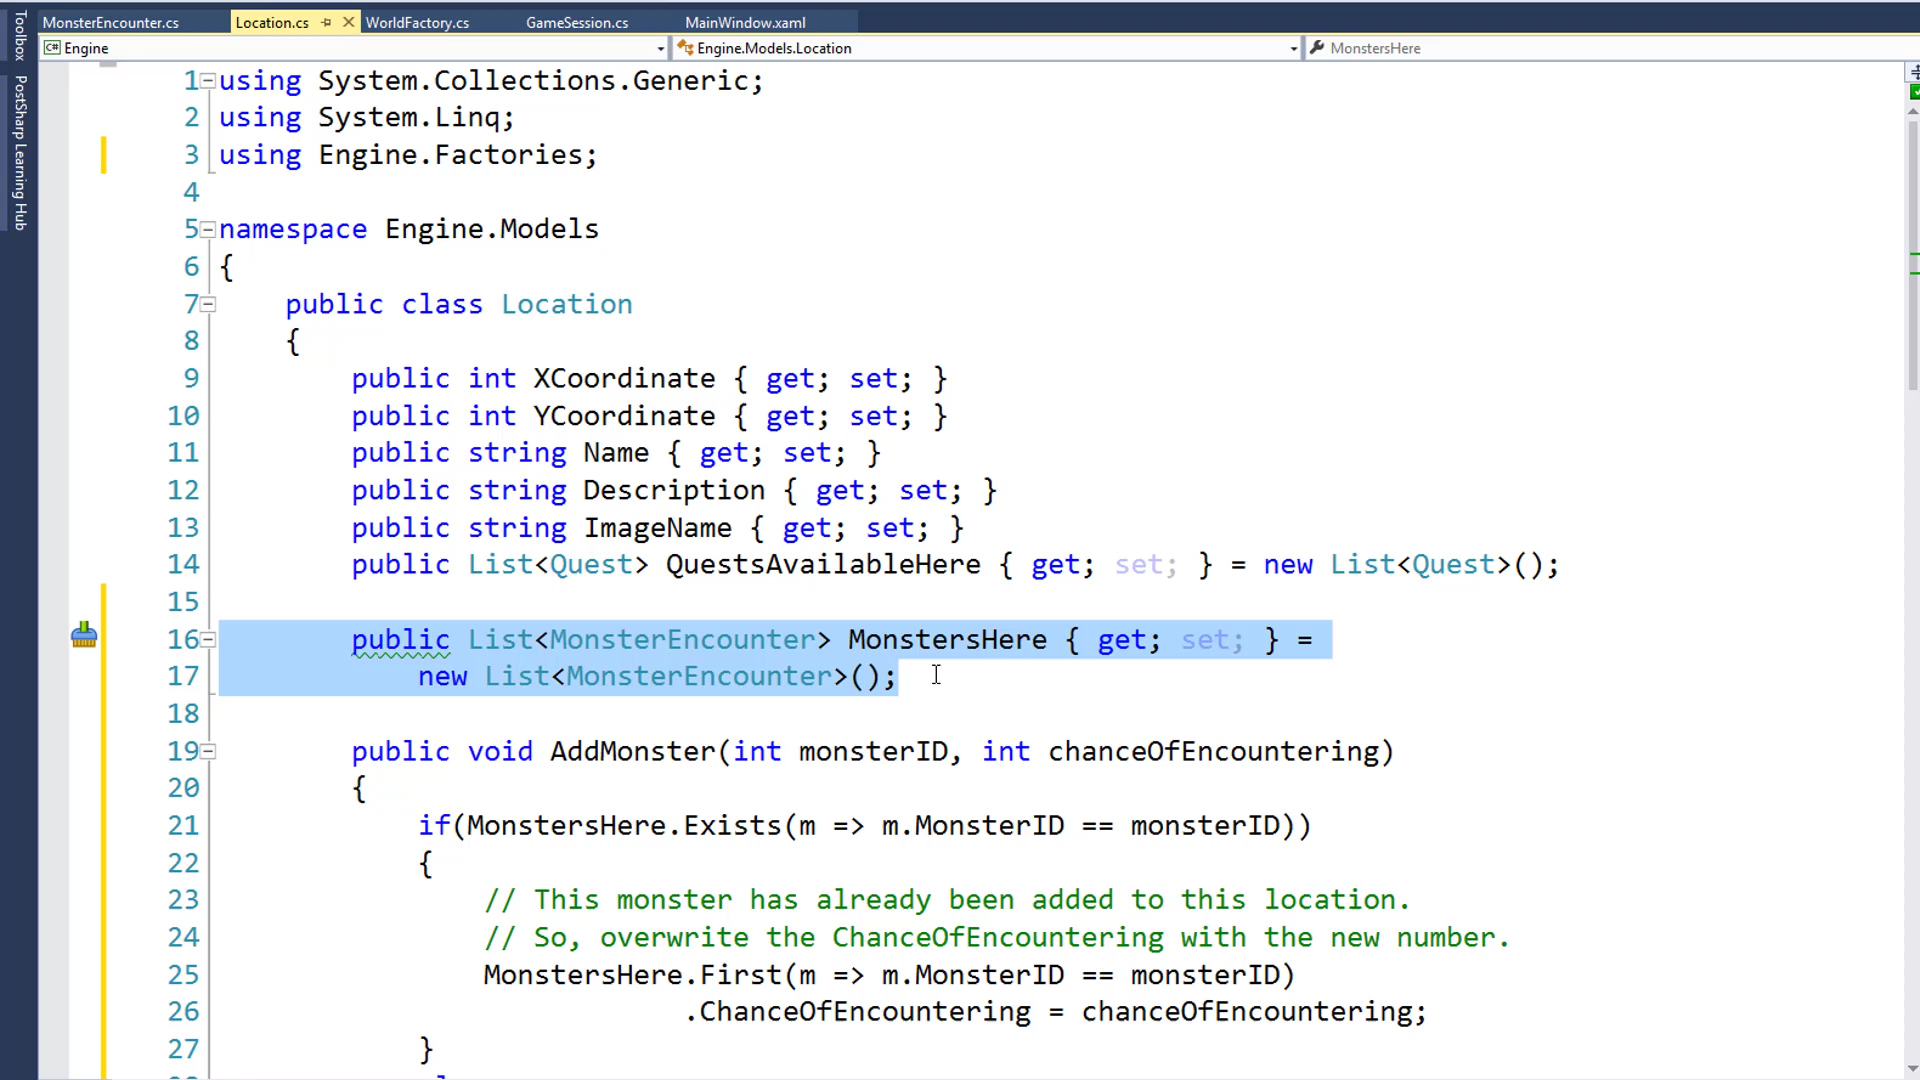 MonsterEncounter.cs Location.cs WorldFactory.cs GameSession.cs MainWindow.xaml
C# Engine Engine.Models.Location MonstersHere
Toolbox
PostSharp Learning Hub
1 using System.Collections.Generic;
2 using System.Linq;
3 using Engine.Factories;
4
5 namespace Engine.Models
6 {
7 public class Location
8 {
9 public int XCoordinate { get; set; }
10 public int YCoordinate { get; set; }
11 public string Name { get; set; }
12 public string Description { get; set; }
13 public string ImageName { get; set; }
14 public List<Quest> QuestsAvailableHere { get; set; } = new List<Quest>();
15
16 public List<MonsterEncounter> MonstersHere { get; set; } =
17 new List<MonsterEncounter>();
18
19 public void AddMonster(int monsterID, int chanceOfEncountering)
20 {
21 if(MonstersHere.Exists(m => m.MonsterID == monsterID))
22 {
23 // This monster has already been added to this location.
24 // So, overwrite the ChanceOfEncountering with the new number.
25 MonstersHere.First(m => m.MonsterID == monsterID)
26 .ChanceOfEncountering = chanceOfEncountering;
27 }